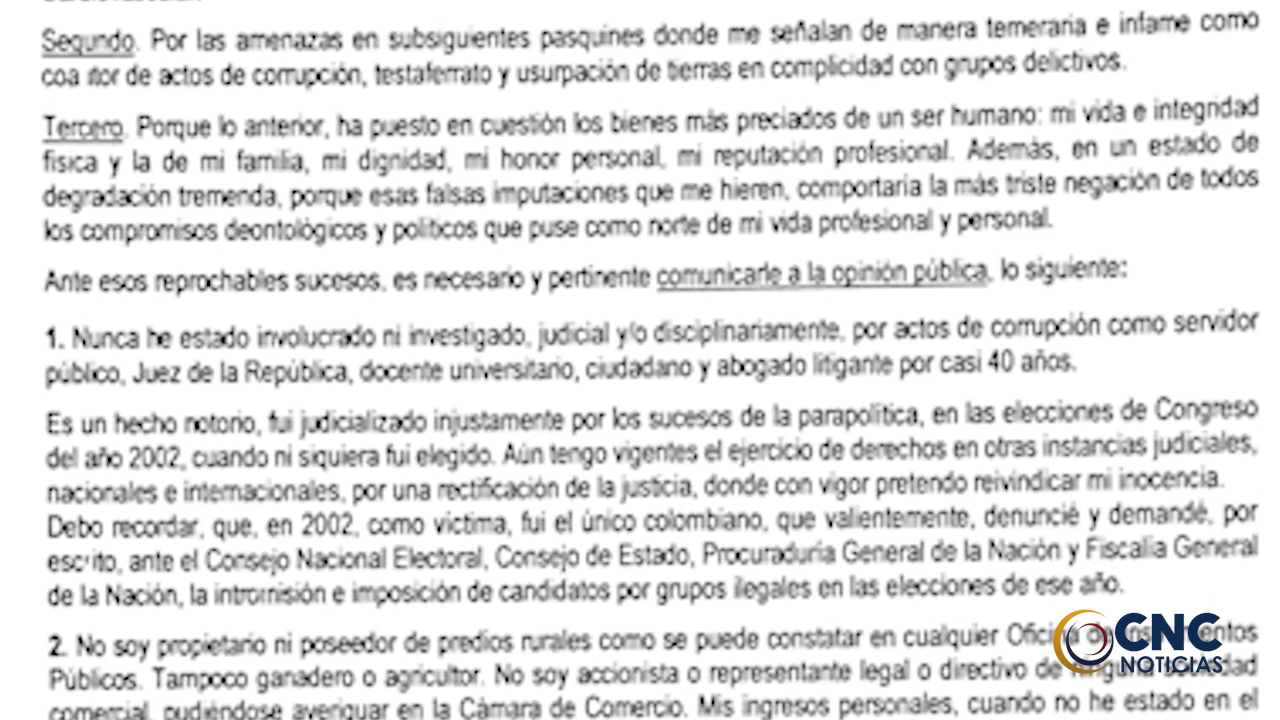 Segundo. Por las amenazas en subsiguientes pasquines donde me señalan de manera temeraria e infame como
coa itor de actos de corrupción, testaferrato y usurpación de tierras en complicidad con grupos delictivos.
Tercero. Porque lo anterior, ha puesto en cuestión los bienes más preciados de un ser humano: mi vida e integridad
física y la de mi familia, mi dignidad, mi honor personal, mi reputación profesional. Además, en un estado de
degradación tremenda, porque esas falsas imputaciones que me hieren, comportaría la más triste negación de todos
los compromisos deontológicos y políticos que puse como norte de mi vida profesional y personal.
Ante esos reprochables sucesos, es necesario y pertinente comunicarle a la opinión pública, lo siguiente:
1. Nunca he estado involucrado ni investigado, judicial y/o disciplinariamente, por actos de corrupción como servidor
público, Juez de la República, docente universitario, ciudadano y abogado litigante por casi 40 años.
Es un hecho notorio, fui judicializado injustamente por los sucesos de la parapolítica, en las elecciones de Congreso
del año 2002, cuando ni siquiera fui elegido. Aún tengo vigentes el ejercicio de derechos en otras instancias judiciales,
nacionales e internacionales, por una rectificación de la justicia, donde con vigor pretendo reivindicar mi inocencia.
Debo recordar, que, en 2002, como víctima, fui el único colombiano, que valientemente, denuncié y demandé, por
escrito, ante el Consejo Nacional Electoral, Consejo de Estado, Procuraduría General de la Nación y Fiscalía General
de la Nación, la intromisión e imposición de candidatos por grupos ilegales en las elecciones de ese año.
2. No soy propietario ni poseedor de predios rurales como se puede constatar en cualquier Oficina de
Públicos. Tampoco ganadero o agricultor. No soy accionista o representante legal o directivo de ninguna sociedad
comercial, pudiéndose averiguar en la Cámara de Comercio. Mis ingresos personales, cuando no he estado en el
CNC
NOTICIAS